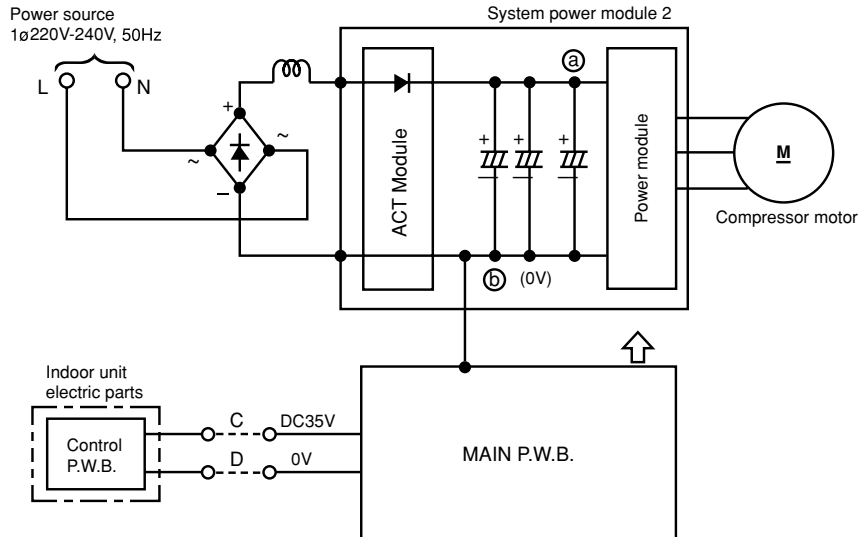 System power module 2
Power source
1ø220V-240V, 50Hz
L
N
+
~
~
–
ACT Module
a
+
+
+
b
(0V)
Power module
M
Compressor motor
Indoor unit
electric parts
Control
P.W.B.
C
DC35V
D
0V
MAIN P.W.B.